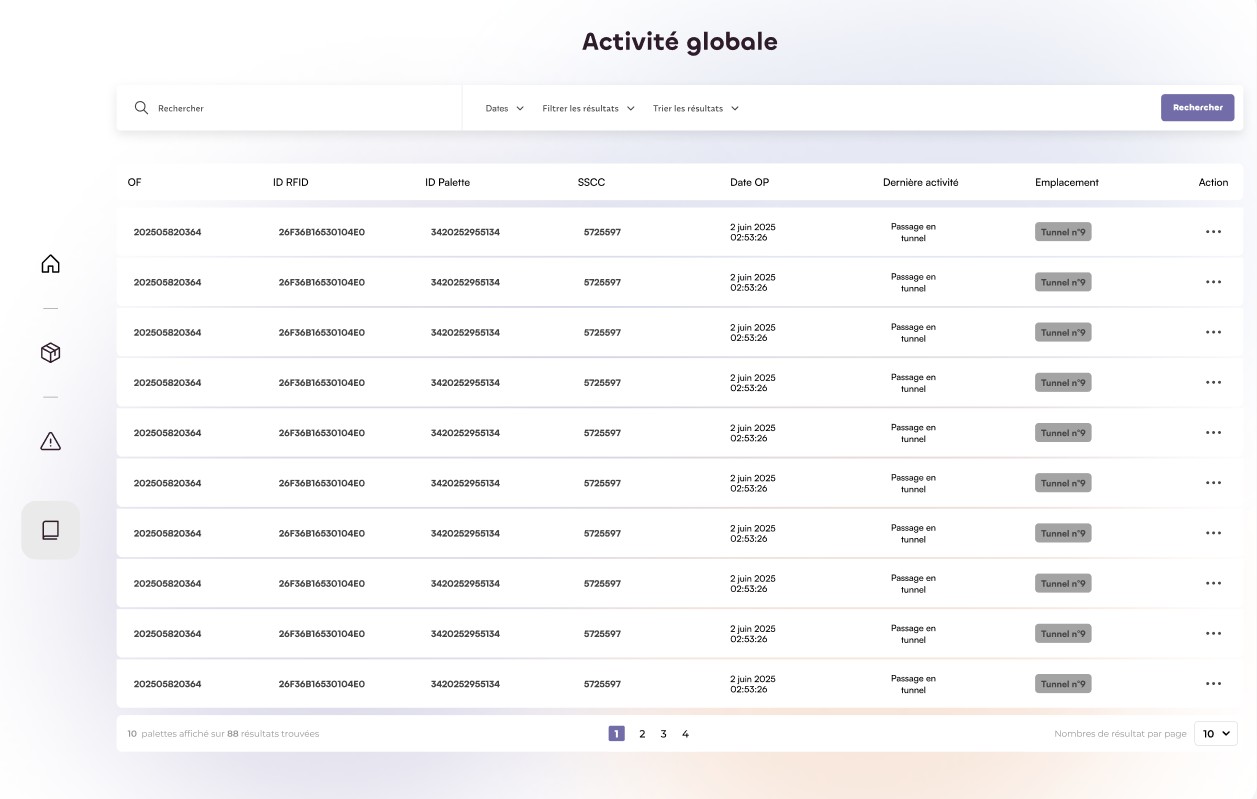 Activité globale
Rechercher Dates Filtrer les résultats Trier les résultats Rechercher
OF ID RFID ID Palette SSCC Date OP Dernière activité Emplacement Action
202505820364 26F36B16530104E0 3420252955134 5725597 2 juin 2025 Passage en Tunnel n°9
02:53:26 tunnel
202505820364 26F36B16530104E0 3420252955134 5725597 2 juin 2025 Passage en Tunnel n°9
02:53:26 tunnel
202505820364 26F36B16530104E0 3420252955134 5725597 2 juin 2025 Passage en Tunnel n°9
02:53:26 tunnel
202505820364 26F36B16530104E0 3420252955134 5725597 2 juin 2025 Passage en Tunnel n°9
02:53:26 tunnel
202505820364 26F36B16530104E0 3420252955134 5725597 2 juin 2025 Passage en Tunnel n°9
02:53:26 tunnel
202505820364 26F36B16530104E0 3420252955134 5725597 2 juin 2025 Passage en Tunnel n°9
02:53:26 tunnel
202505820364 26F36B16530104E0 3420252955134 5725597 2 juin 2025 Passage en Tunnel n°9
02:53:26 tunnel
202505820364 26F36B16530104E0 3420252955134 5725597 2 juin 2025 Passage en Tunnel n°9
02:53:26 tunnel
202505820364 26F36B16530104E0 3420252955134 5725597 2 juin 2025 Passage en Tunnel n°9
02:53:26 tunnel
202505820364 26F36B16530104E0 3420252955134 5725597 2 juin 2025 Passage en Tunnel n°9
02:53:26 tunnel
10 palettes affiché sur 88 résultats trouvées 1 2 3 4 Nombres de résultat par page 10